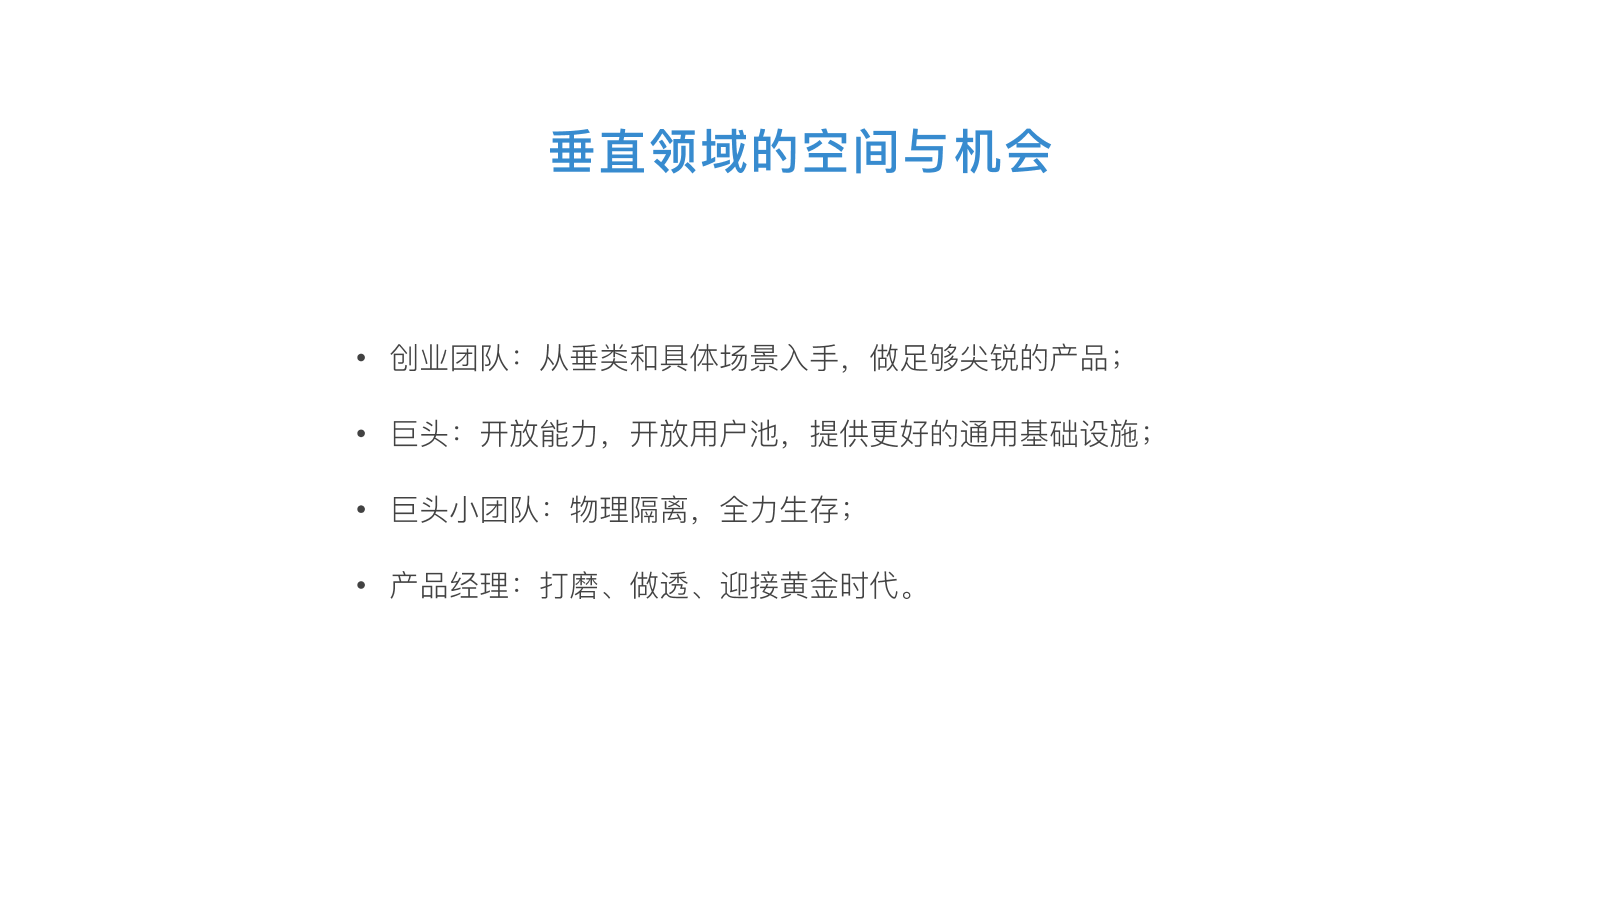 垂直领域的空间与机会
• 创业团队：从垂类和具体场景入手，做足够尖锐的产品；
• 巨头：开放能力，开放用户池，提供更好的通用基础设施；
• 巨头小团队：物理隔离，全力生存；
• 产品经理：打磨、做透、迎接黄金时代。